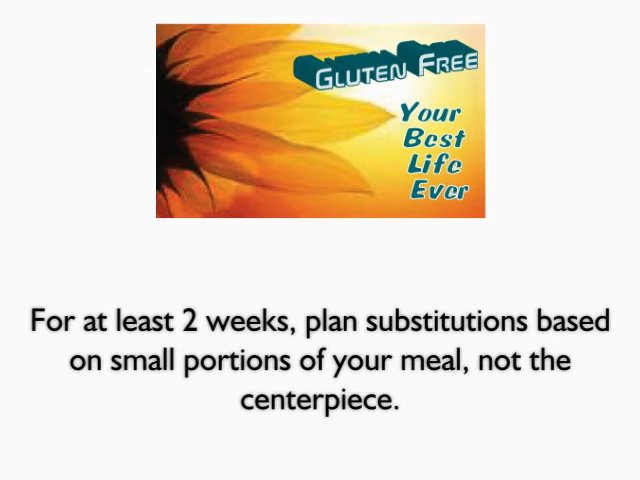 Gluten Free
Your
Best
Life
Ever
For at least 2 weeks, plan substitutions based
on small portions of your meal, not the
centerpiece.